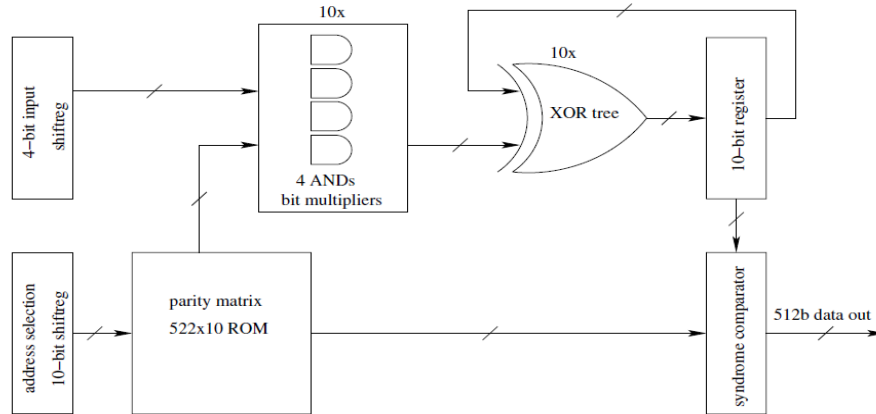 10x
4-bit input
shiftreg
4 ANDs
bit multipliers
10x
XOR tree
10-bit register
address selection
10-bit shiftreg
parity matrix
522x10 ROM
syndrome comparator
512b data out